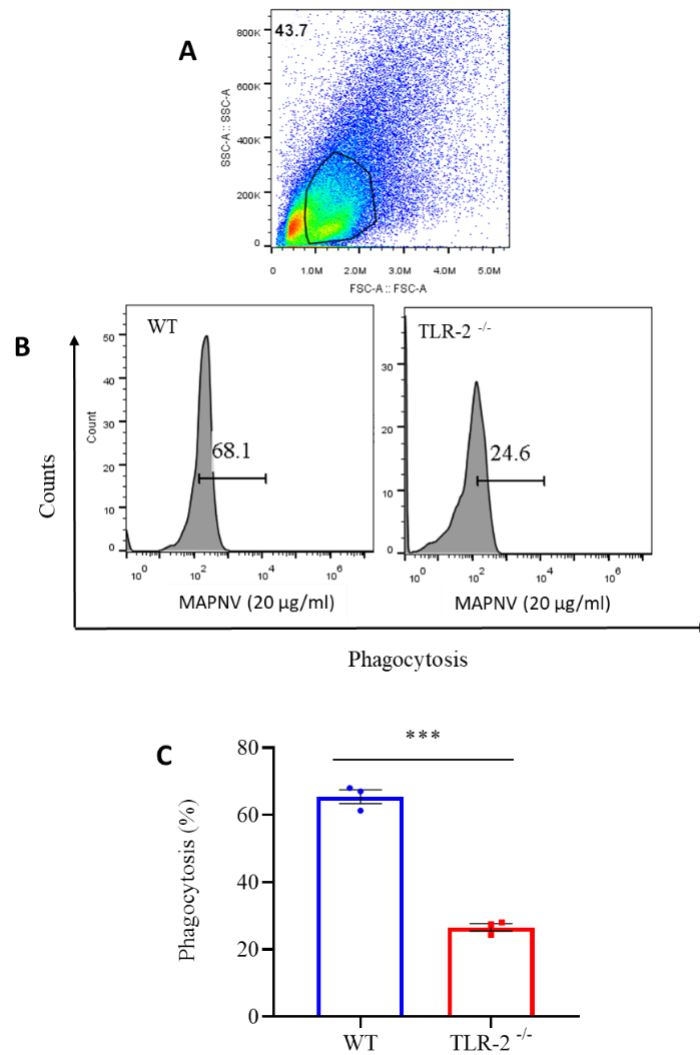 A
43.7
800K
600K
400K
200K
0
SSC-A :: SSC-A
0 1.0M 2.0M 3.0M 4.0M 5.0M
FSC-A :: FSC-A
B
WT
50
40
30
20
10
0
Count
68.1
10^0 10^2 10^4 10^6
MAPNV (20 µg/ml)
TLR-2 -/-
30
20
10
0
24.6
10^0 10^2 10^4 10^6
MAPNV (20 µg/ml)
Counts
Phagocytosis
C
***
80
60
40
20
0
Phagocytosis (%)
WT TLR-2 -/-